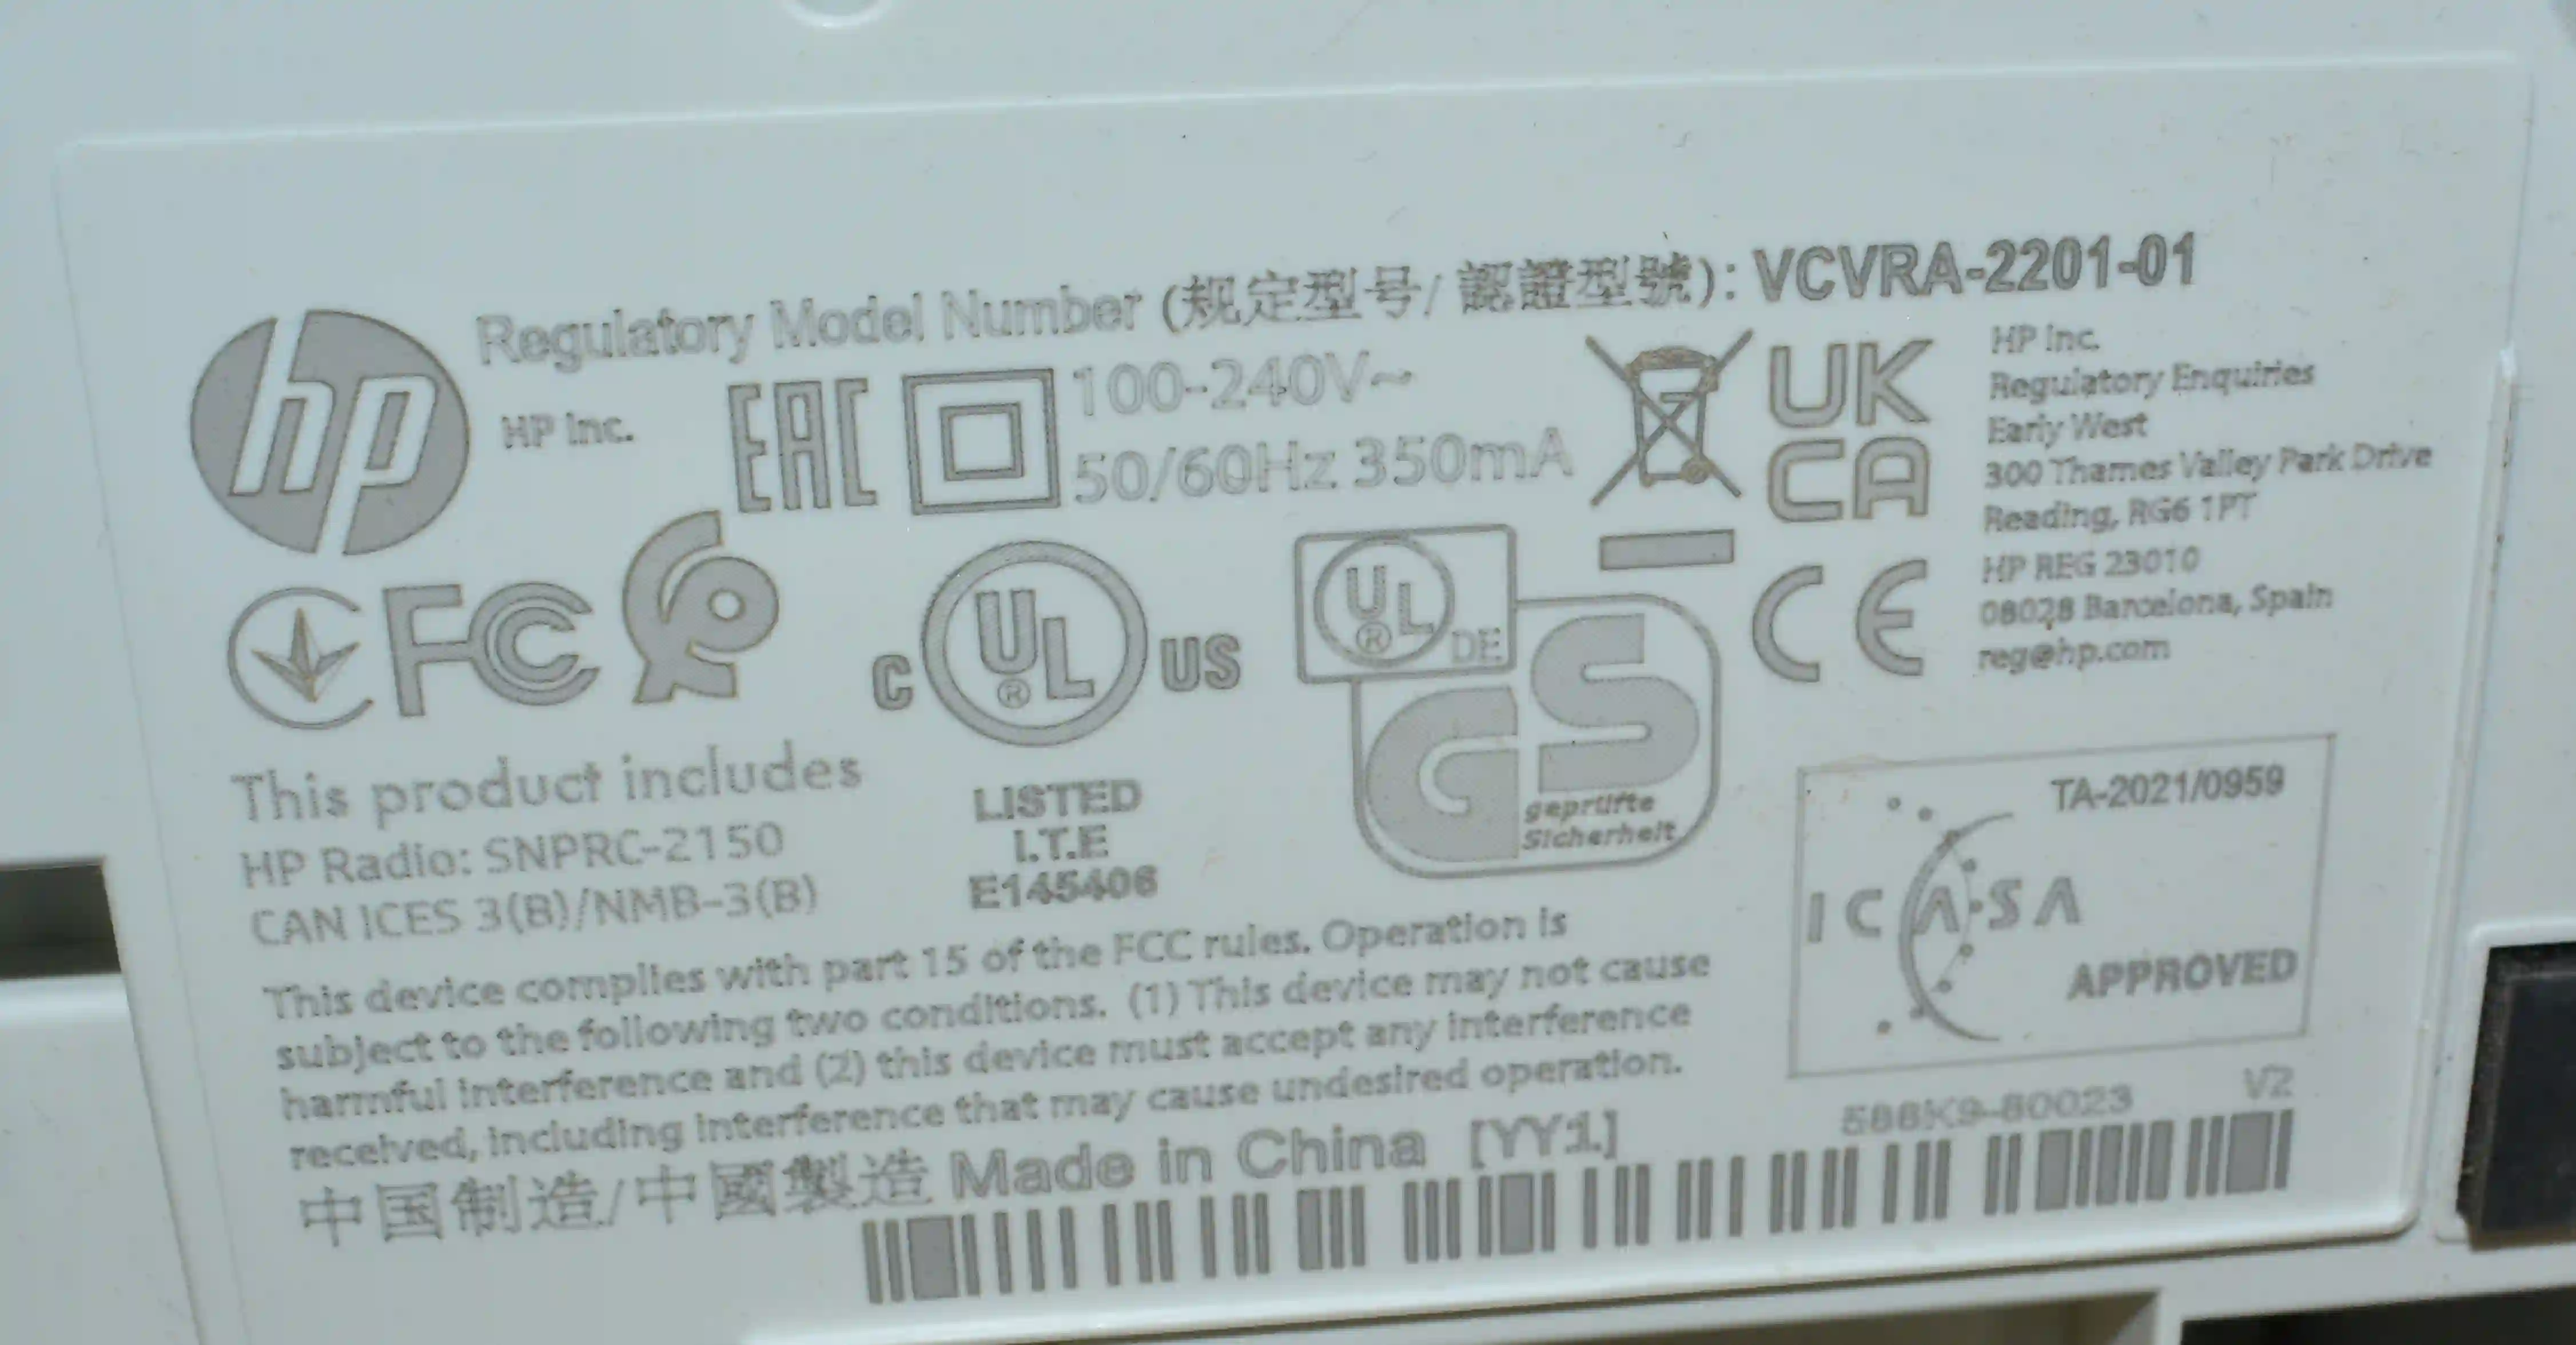 Regulatory Model Number (规定型号/ 認證型號): VCVRA-2201-01
hp
HP Inc.
EAC
100-240V~
50/60Hz 350mA
UK
CA
HP Inc.
Regulatory Enquiries
Early West
300 Thames Valley Park Drive
Reading, RG6 1PT
HP REG 23010
08028 Barcelona, Spain
reg@hp.com
FC
C UL ® US
LISTED
I.T.E
E145406
UL ® DE
GS
geprüfte
Sicherheit
CE
This product includes
HP Radio: SNPRC-2150
CAN ICES 3(B)/NMB-3(B)
TA-2021/0959
ICASA
APPROVED
This device complies with part 15 of the FCC rules. Operation is
subject to the following two conditions. (1) This device may not cause
harmful interference and (2) this device must accept any interference
received, including interference that may cause undesired operation.
中国制造/中國製造 Made in China [YY1]
588K9-80023 V2